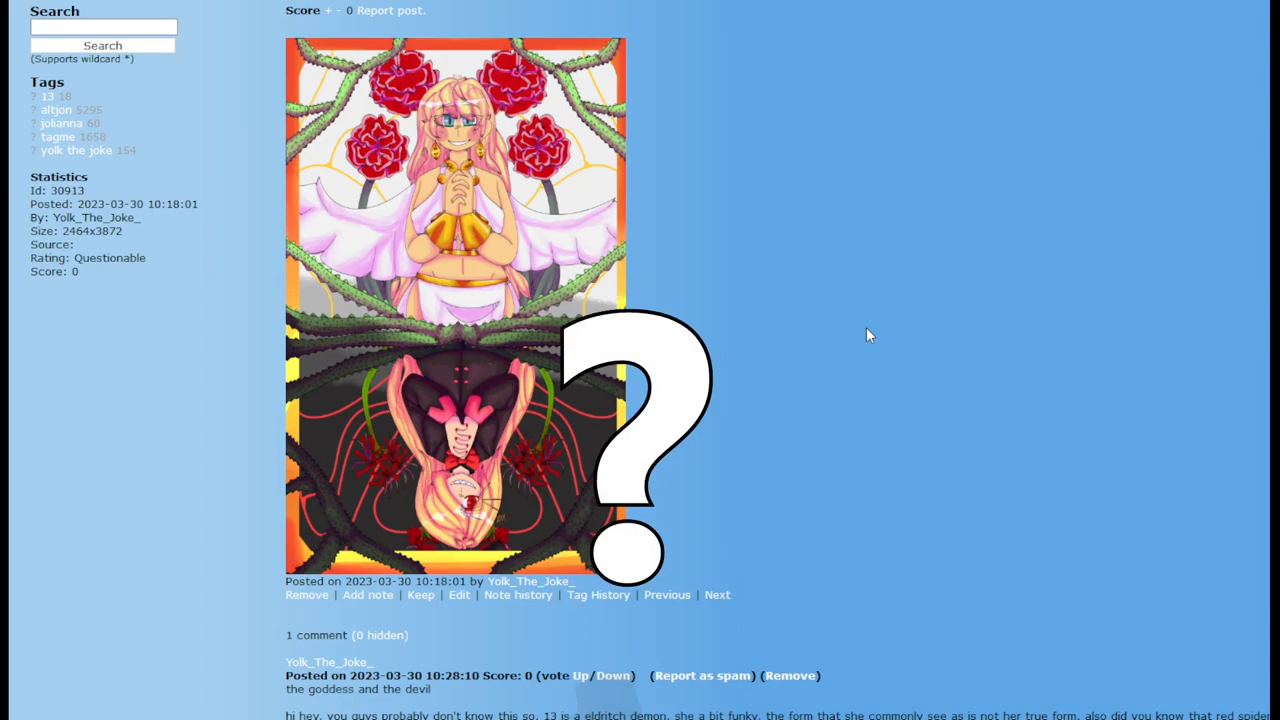 Search
Search
(Supports wildcard *)
Tags
? 13 18
? altjon 5295
? jolianna 60
? tagme 1658
? yolk the joke 154
Statistics
Id: 30913
Posted: 2023-03-30 10:18:01
By: Yolk_The_Joke_
Size: 2464x3872
Source:
Rating: Questionable
Score: 0
Score + - 0 Report post.
?
Posted on 2023-03-30 10:18:01 by Yolk_The_Joke_
Remove | Add note | Keep | Edit | Note history | Tag History | Previous | Next
1 comment (0 hidden)
Yolk_The_Joke_
Posted on 2023-03-30 10:28:10 Score: 0 (vote Up/Down) (Report as spam) (Remove)
the goddess and the devil
hi hey, you guys probably don't know this so, 13 is a eldritch demon, she a bit funky, the form that she commonly see as is not her true form, also did you know that red spider